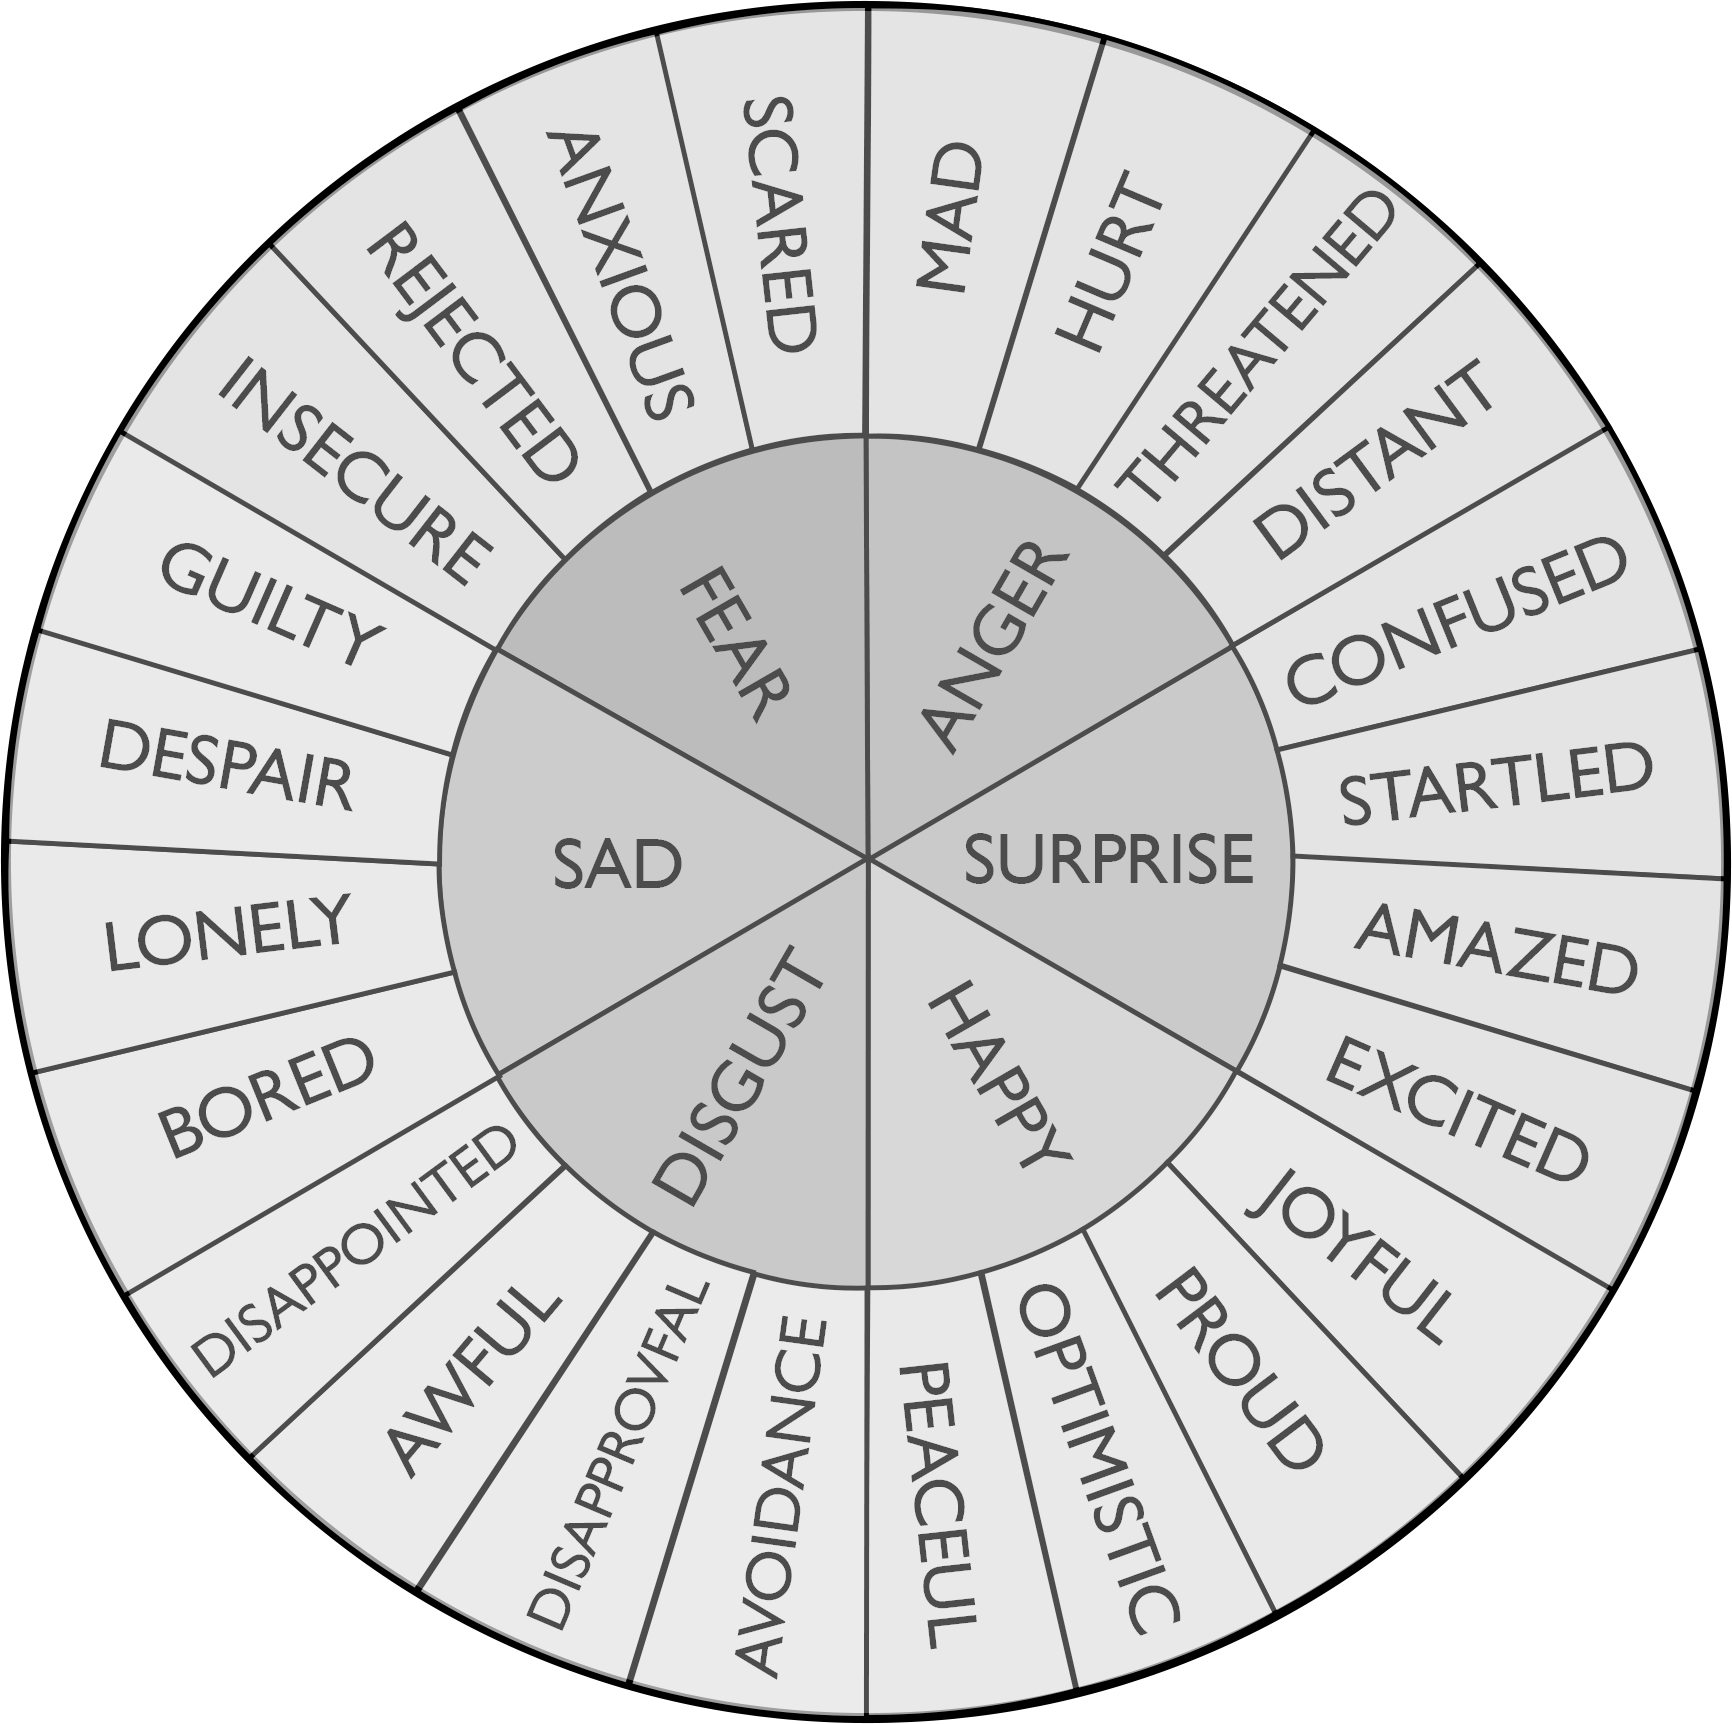 MAD
HURT
THREATENED
DISTANT
CONFUSED
STARTLED
AMAZED
EXCITED
JOYFUL
PROUD
OPTIMISTIC
PEACEUL
AVOIDANCE
DISAPPROVFAL
AWFUL
DISAPPOINTED
BORED
LONELY
DESPAIR
GUILTY
INSECURE
REJECTED
ANXIOUS
SCARED
ANGER
SURPRISE
HAPPY
DISGUST
SAD
FEAR